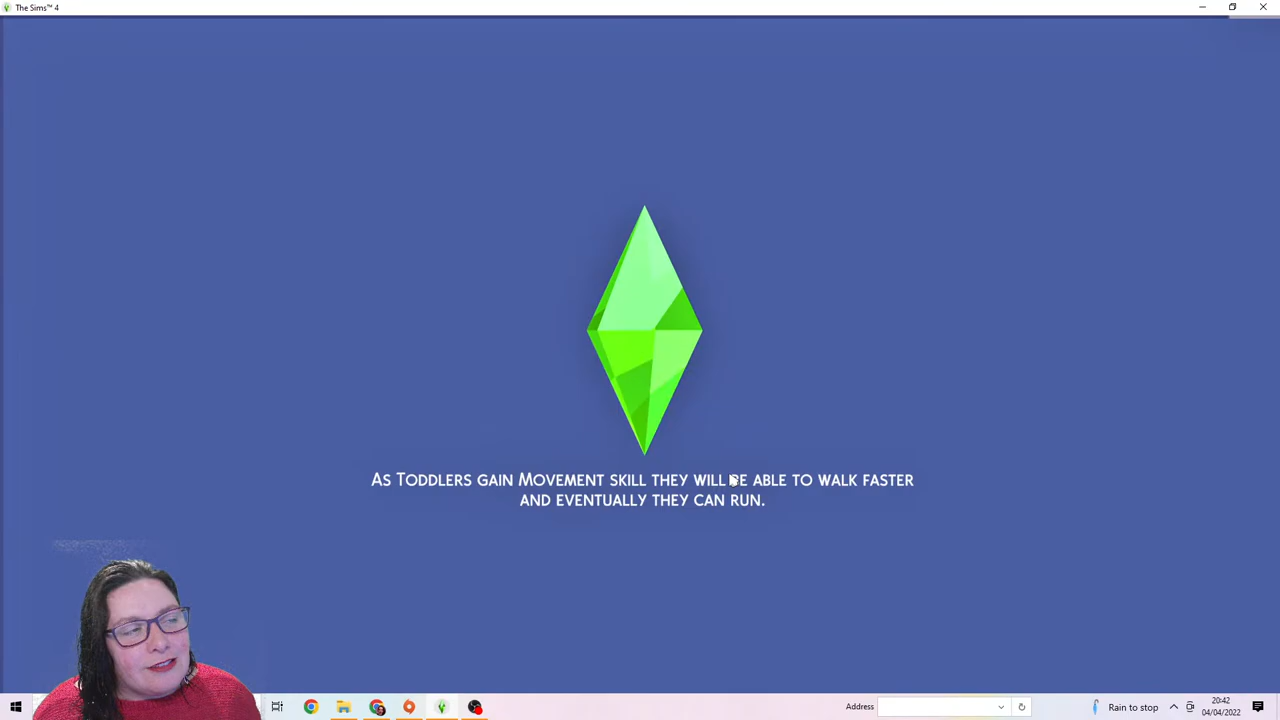 The Sims™ 4
As Toddlers gain Movement skill they will be able to walk faster
and eventually they can run.
Address
Rain to stop
20:42
04/04/2022